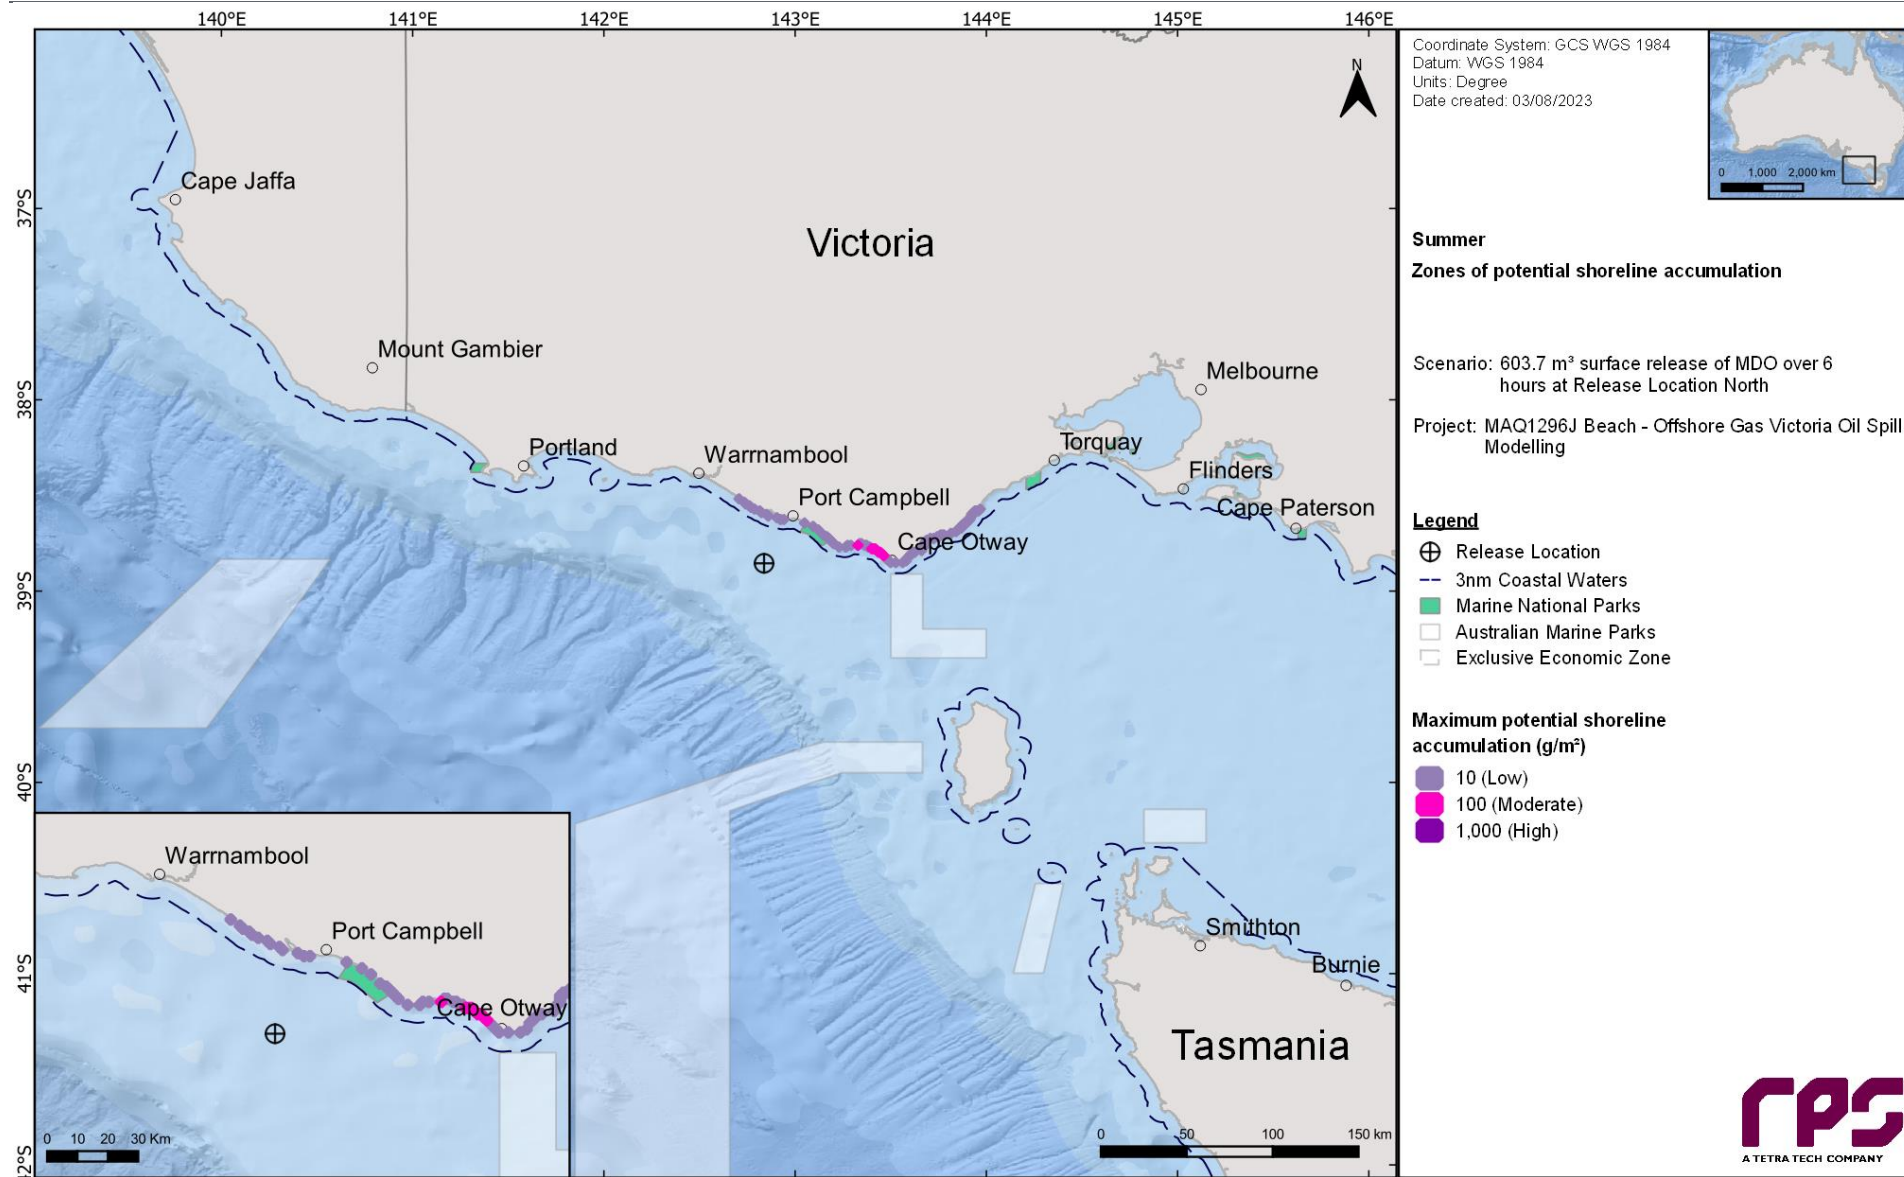 140°E 141°E 142°E 143°E 144°E 145°E 146°E
37°S
38°S
39°S
40°S
41°S
2°S
N
Cape Jaffa
Victoria
Mount Gambier
Melbourne
Portland
Torquay
Warrnambool
Flinders
Port Campbell
Cape Paterson
Cape Otway
Smithton
Burnie
Tasmania
0 50 100 150 km
Warrnambool
Port Campbell
Cape Otway
0 10 20 30 Km
Coordinate System: GCS WGS 1984
Datum: WGS 1984
Units: Degree
Date created: 03/08/2023
0 1,000 2,000 km
Summer
Zones of potential shoreline accumulation
Scenario: 603.7 m³ surface release of MDO over 6
hours at Release Location North
Project: MAQ1296J Beach - Offshore Gas Victoria Oil Spill
Modelling
Legend
Release Location
3nm Coastal Waters
Marine National Parks
Australian Marine Parks
Exclusive Economic Zone
Maximum potential shoreline
accumulation (g/m²)
10 (Low)
100 (Moderate)
1,000 (High)
rps
A TETRA TECH COMPANY